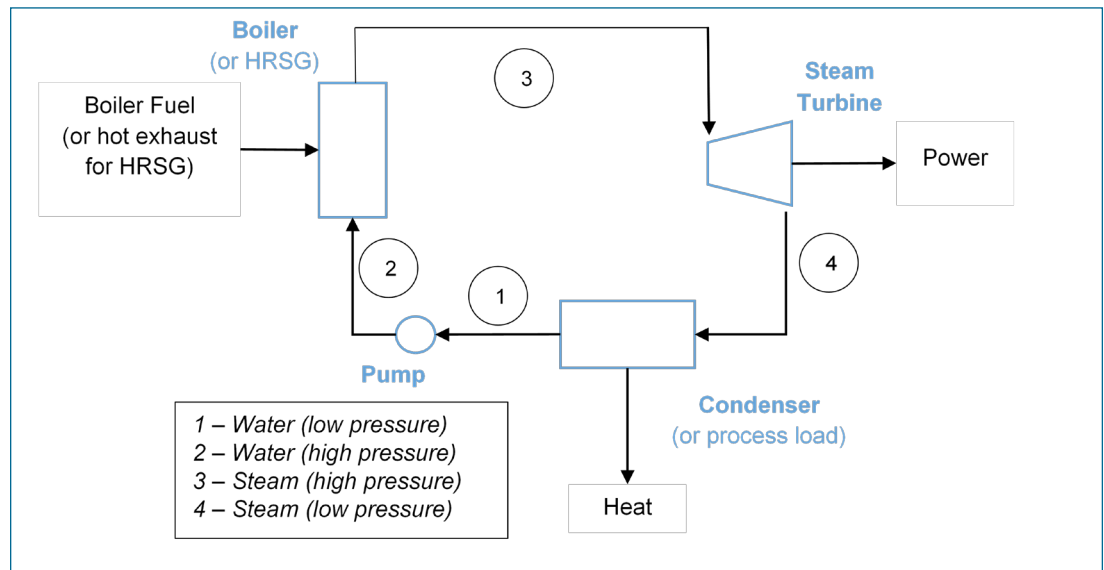 Boiler
(or HRSG)
Boiler Fuel
(or hot exhaust
for HRSG)
3
Steam
Turbine
Power
2
1
4
Pump
Condenser
(or process load)
1 – Water (low pressure)
2 – Water (high pressure)
3 – Steam (high pressure)
4 – Steam (low pressure)
Heat